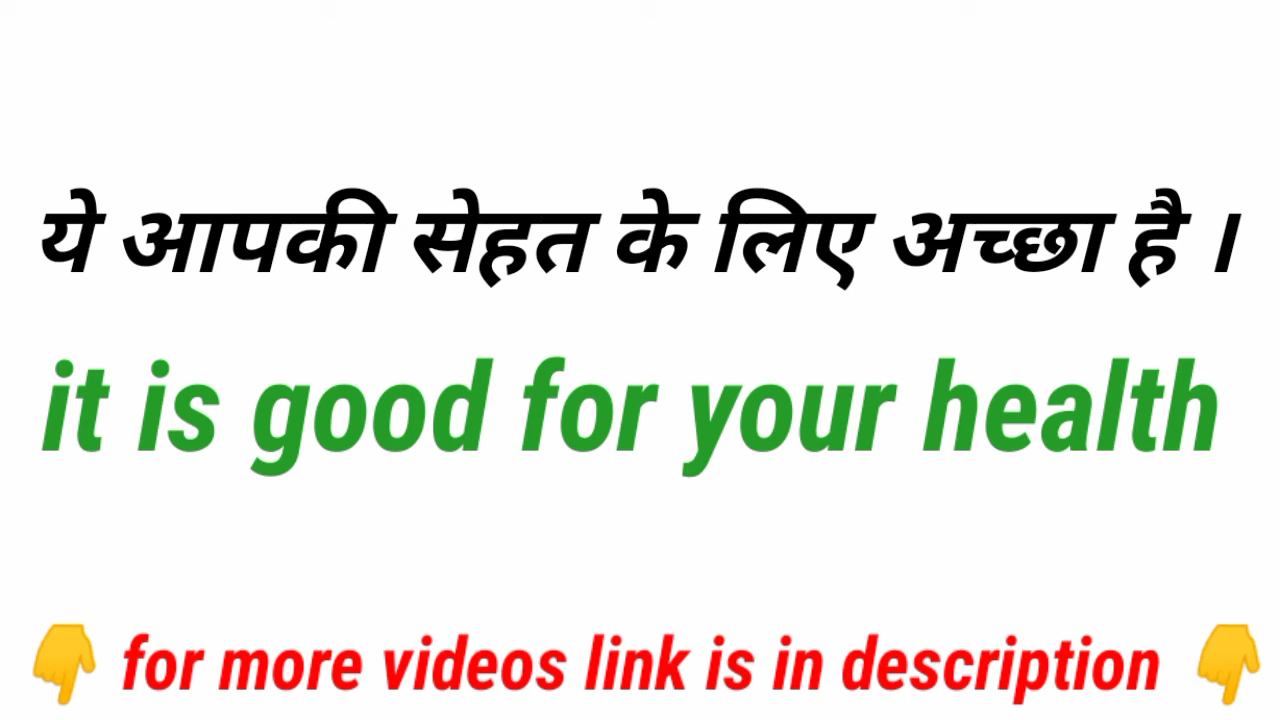 ये आपकी सेहत के लिए अच्छा है ।
it is good for your health
👇 for more videos link is in description 👇